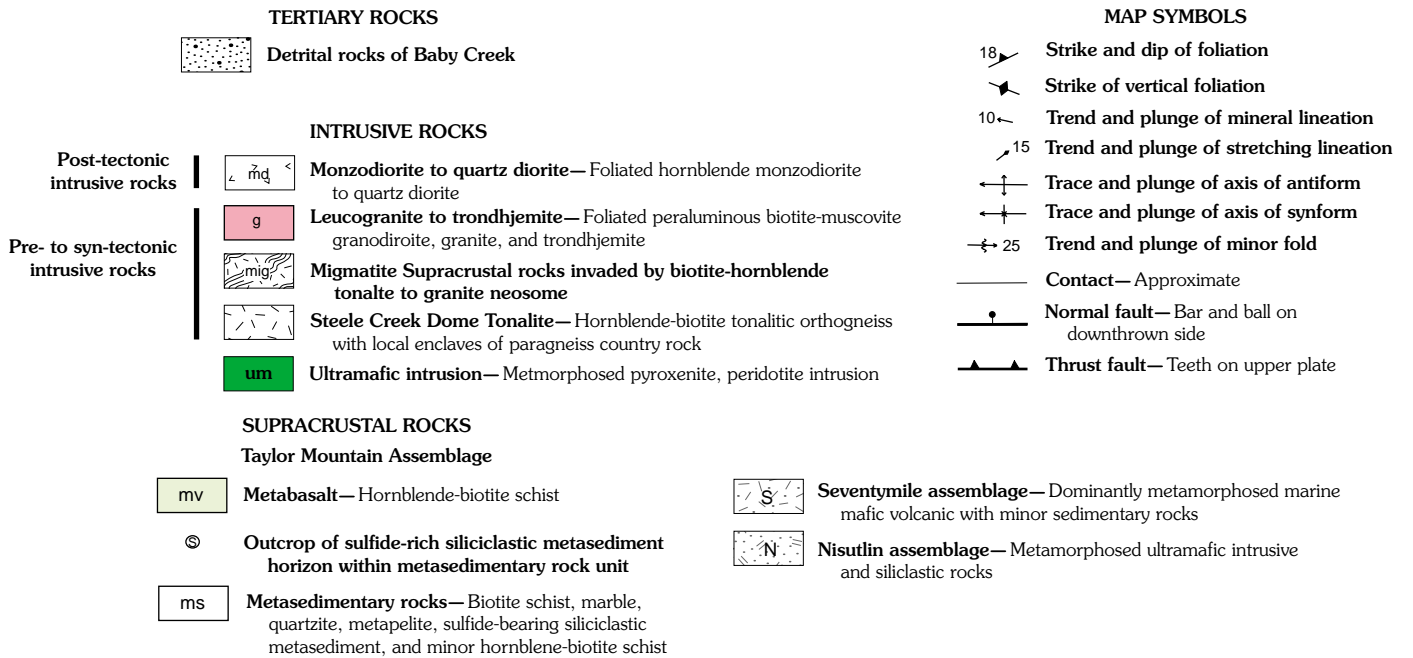 TERTIARY ROCKS
Detrital rocks of Baby Creek
INTRUSIVE ROCKS
Post-tectonic
intrusive rocks
md
Monzodiorite to quartz diorite—Foliated hornblende monzodiorite
to quartz diorite
Pre- to syn-tectonic
intrusive rocks
g
Leucogranite to trondhjemite—Foliated peraluminous biotite-muscovite
granodiroite, granite, and trondhjemite
mig
Migmatite Supracrustal rocks invaded by biotite-hornblende
tonalte to granite neosome
Steele Creek Dome Tonalite—Hornblende-biotite tonalitic orthogneiss
with local enclaves of paragneiss country rock
um
Ultramafic intrusion—Metmorphosed pyroxenite, peridotite intrusion
SUPRACRUSTAL ROCKS
Taylor Mountain Assemblage
mv
Metabasalt—Hornblende-biotite schist
S
Outcrop of sulfide-rich siliciclastic metasediment
horizon within metasedimentary rock unit
ms
Metasedimentary rocks—Biotite schist, marble,
quartzite, metapelite, sulfide-bearing siliciclastic
metasediment, and minor hornblene-biotite schist
S
Seventymile assemblage—Dominantly metamorphosed marine
mafic volcanic with minor sedimentary rocks
N
Nisutlin assemblage—Metamorphosed ultramafic intrusive
and siliclastic rocks
MAP SYMBOLS
18
Strike and dip of foliation
Strike of vertical foliation
10
Trend and plunge of mineral lineation
15
Trend and plunge of stretching lineation
Trace and plunge of axis of antiform
Trace and plunge of axis of synform
25
Trend and plunge of minor fold
Contact—Approximate
Normal fault—Bar and ball on
downthrown side
Thrust fault—Teeth on upper plate